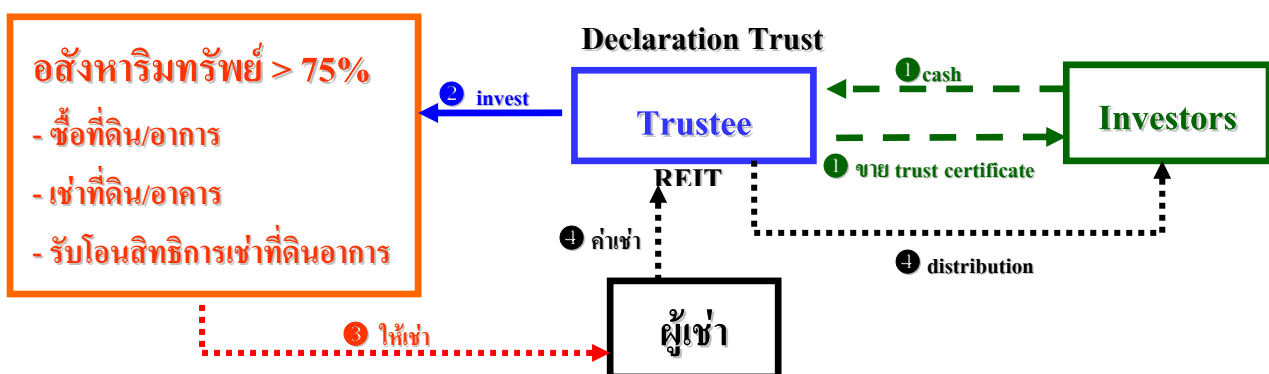 Declaration Trust
อสังหาริมทรัพย์ > 75%
- ซื้อที่ดิน/อาการ
- เช่าที่ดิน/อาคาร
- รับโอนสิทธิการเช่าที่ดินอาการ
❷ invest
Trustee
REIT
❶ cash
❶ ขาย trust certificate
Investors
❹ ค่าเช่า
❹ distribution
❸ ให้เช่า
ผู้เช่า